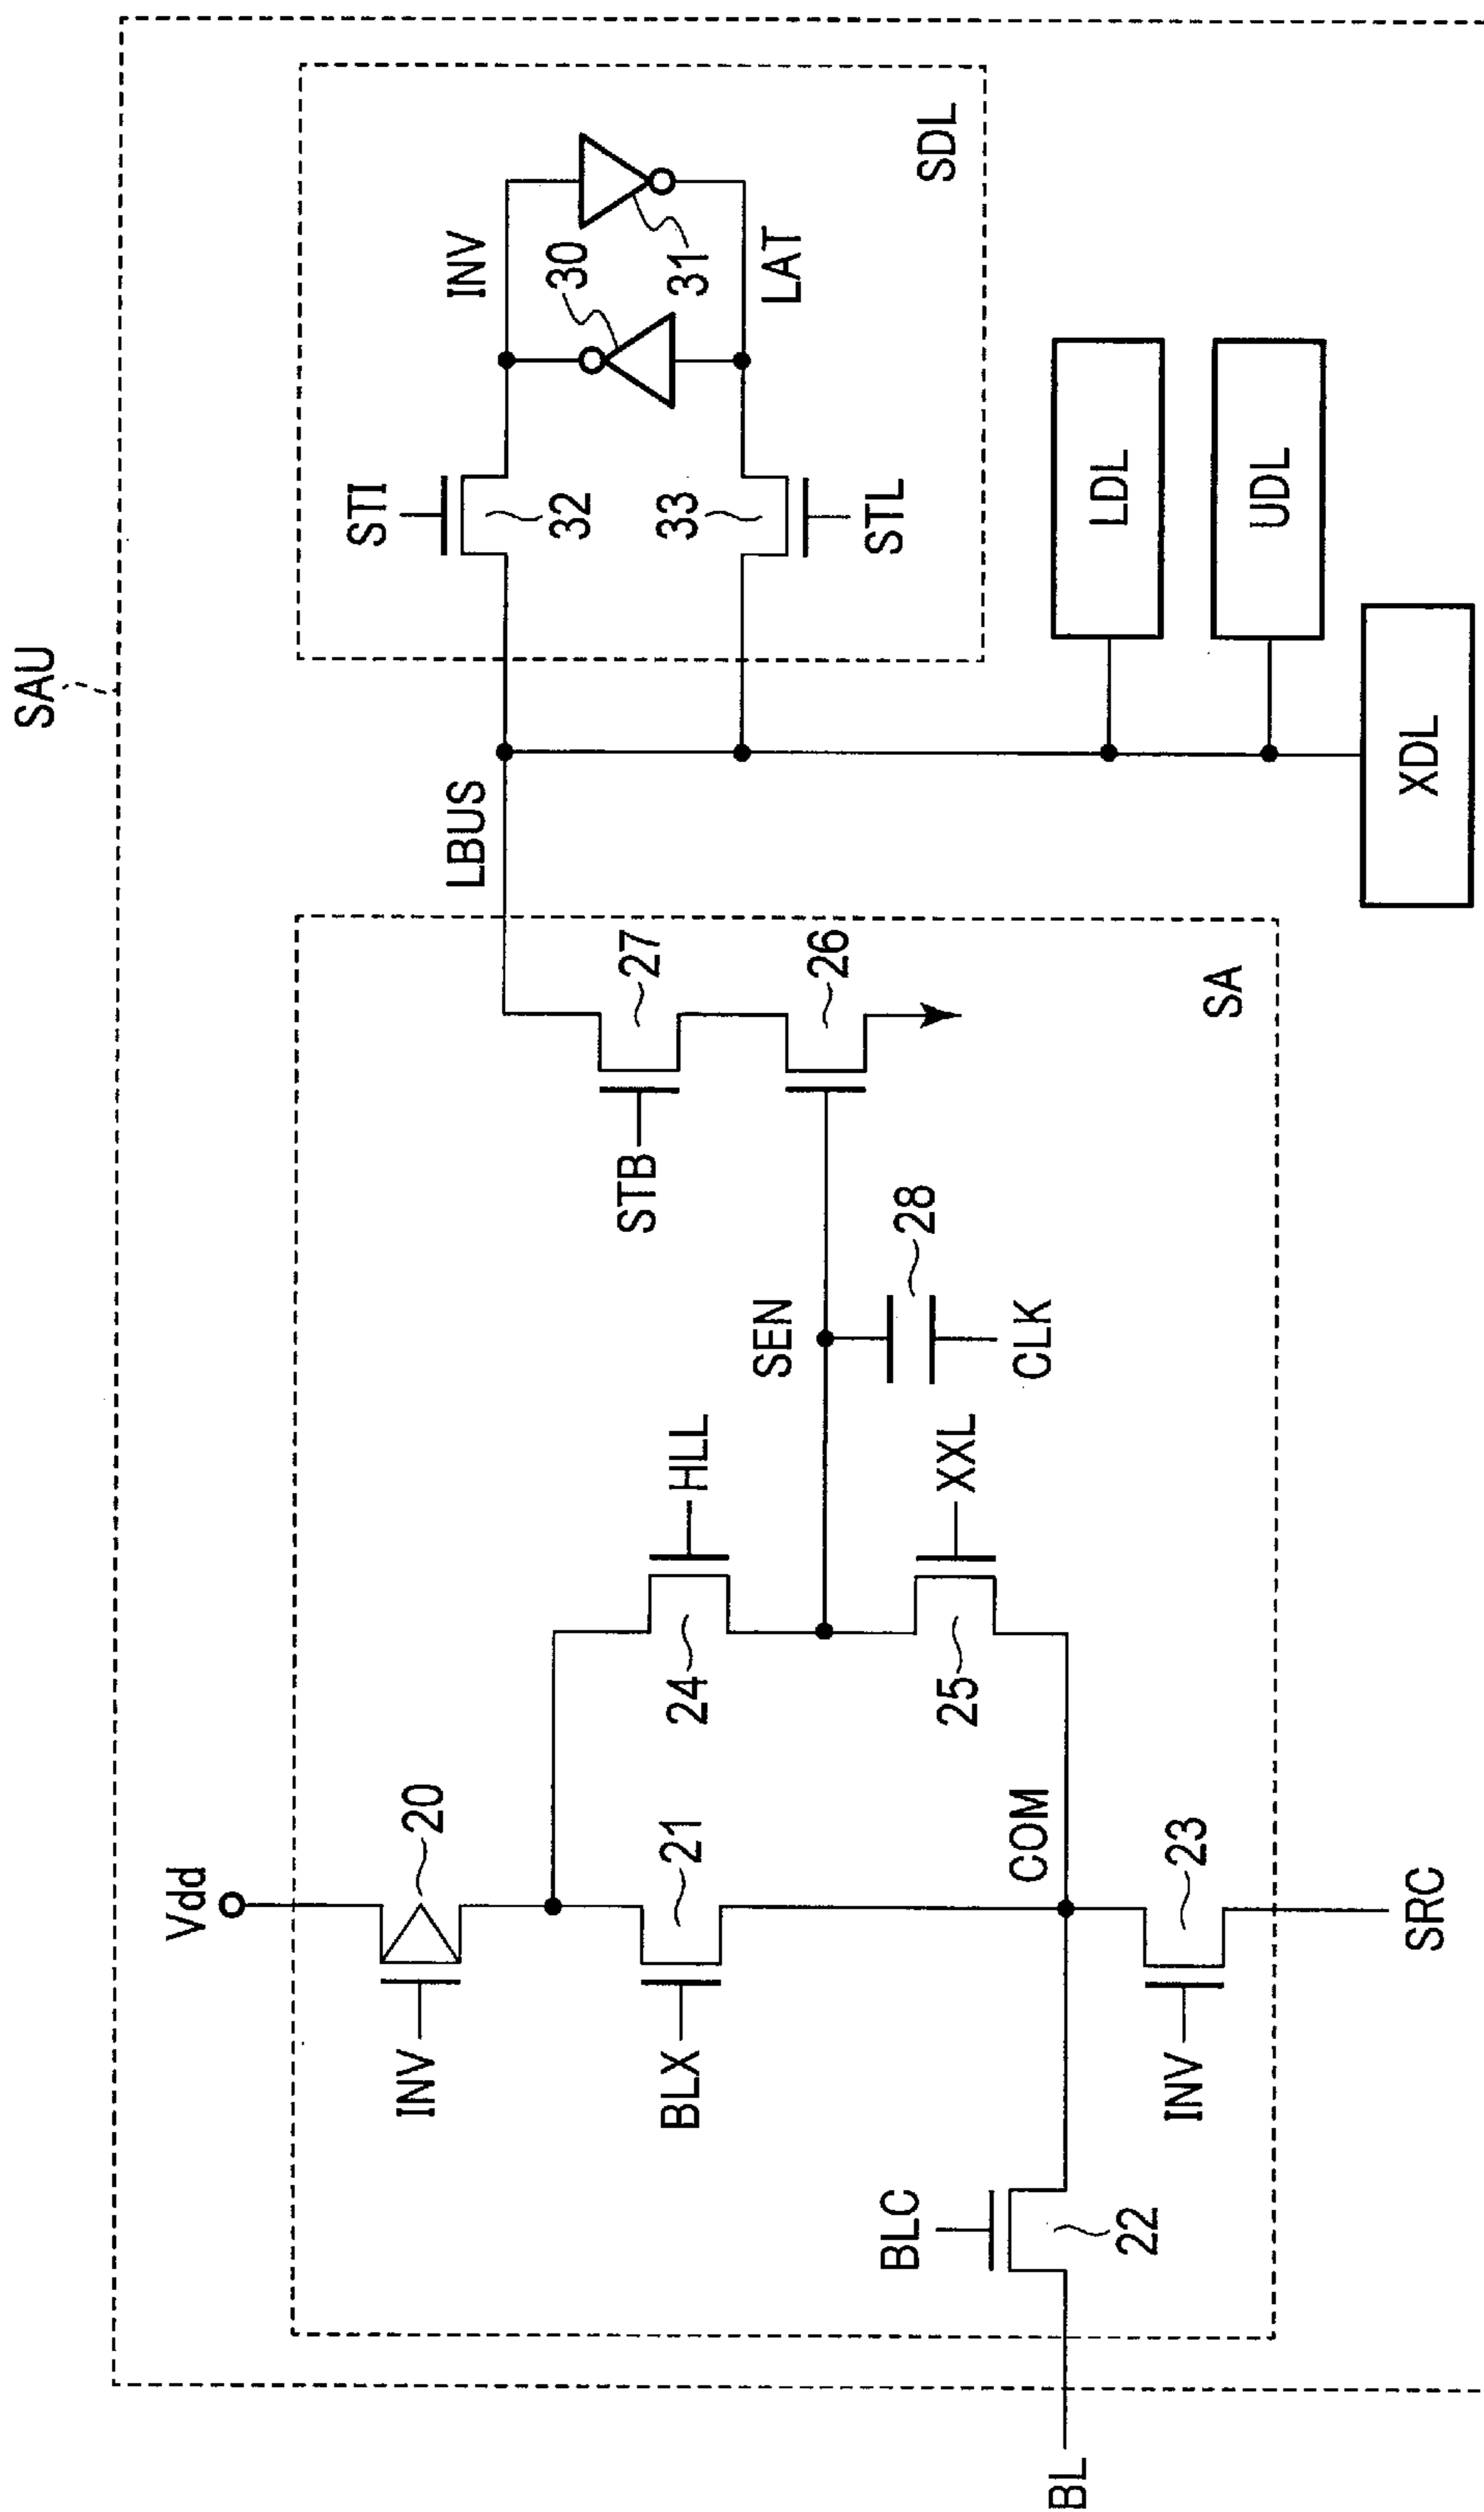 SAU
Vdd
INV
20
BLX
21
BLC
22
BL
INV
23
SRC
COM
HLL
24
XXL
25
SEN
28
CLK
STB
27
26
SA
LBUS
STI
32
33
STL
INV
30
31
LAT
SDL
LDL
UDL
XDL